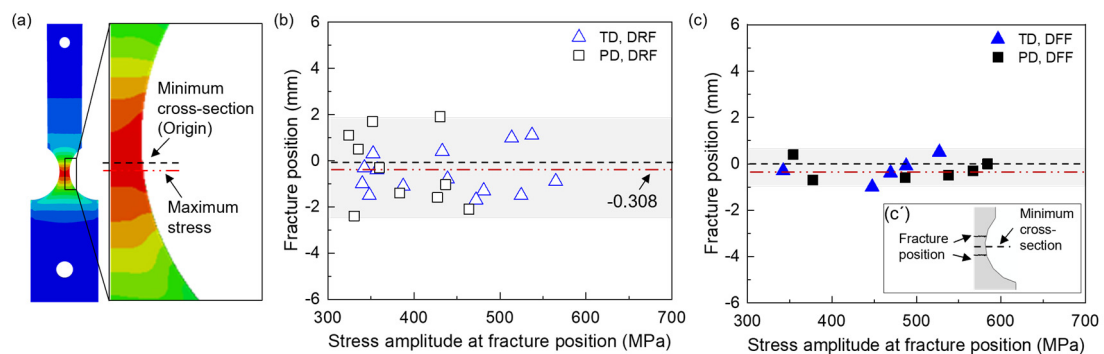 (a)
Minimum
cross-section
(Origin)
Maximum
stress
(b)
Fracture position (mm)
6
4
2
0
-2
-4
-6
TD, DRF
PD, DRF
-0.308
300
400
500
600
700
Stress amplitude at fracture position (MPa)
(c)
Fracture position (mm)
6
4
2
0
-2
-4
-6
TD, DFF
PD, DFF
(c´)
Fracture
position
Minimum
cross-
section
300
400
500
600
700
Stress amplitude at fracture position (MPa)